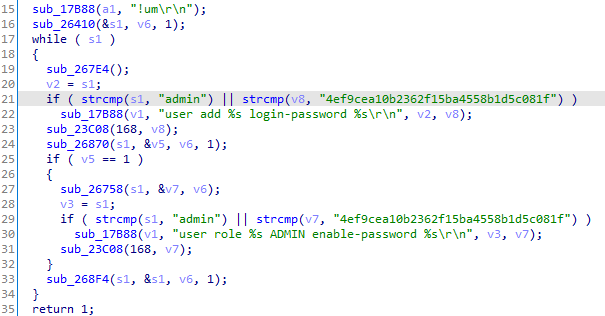 15 sub_17B88(a1, "!um\r\n");
16 sub_26410(&s1, v6, 1);
17 while ( s1 )
18 {
19 sub_267E4();
20 v2 = s1;
21 if ( strcmp(s1, "admin") || strcmp(v8, "4ef9cea10b2362f15ba4558b1d5c081f") )
22 sub_17B88(v1, "user add %s login-password %s\r\n", v2, v8);
23 sub_23C08(168, v8);
24 sub_26870(s1, &v5, v6, 1);
25 if ( v5 == 1 )
26 {
27 sub_26758(s1, &v7, v6);
28 v3 = s1;
29 if ( strcmp(s1, "admin") || strcmp(v7, "4ef9cea10b2362f15ba4558b1d5c081f") )
30 sub_17B88(v1, "user role %s ADMIN enable-password %s\r\n", v3, v7);
31 sub_23C08(168, v7);
32 }
33 sub_268F4(s1, &s1, v6, 1);
34 }
35 return 1;